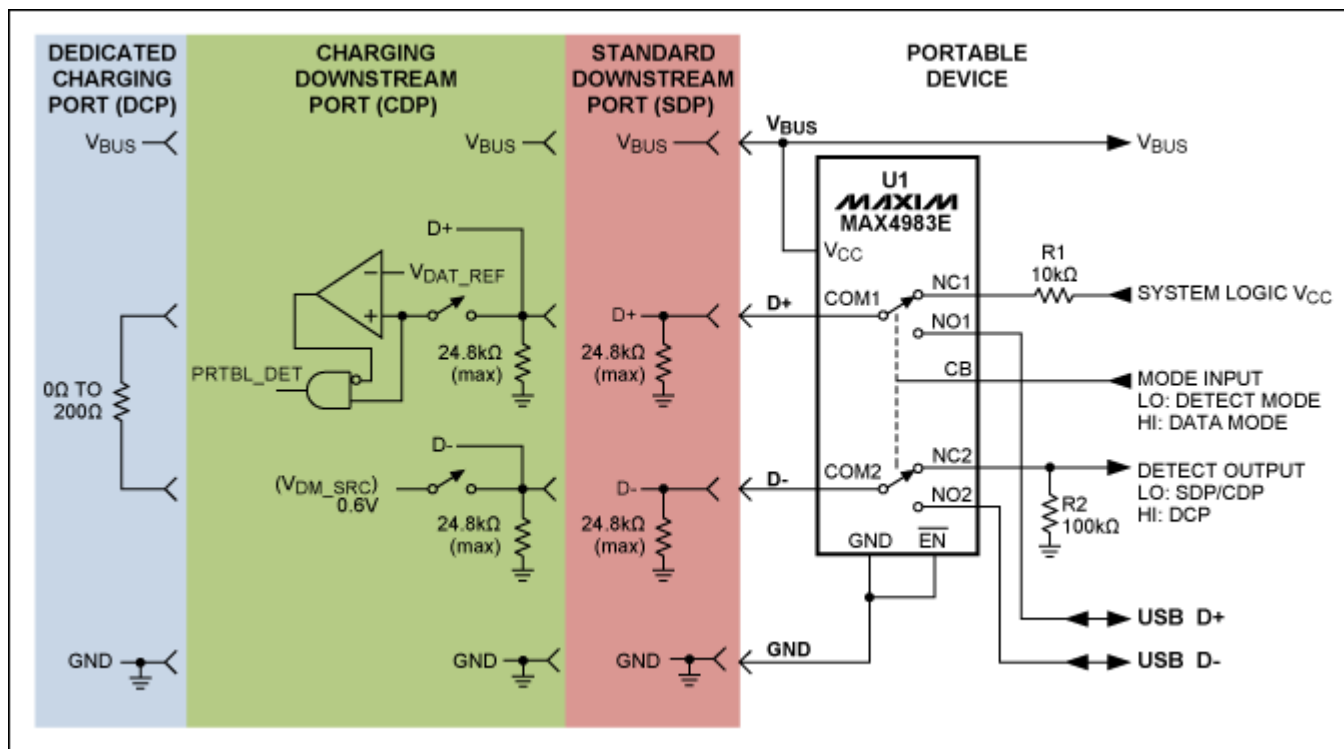 DEDICATED
CHARGING
PORT (DCP)
VBUS
0Ω TO
200Ω
GND
CHARGING
DOWNSTREAM
PORT (CDP)
VBUS
D+
VDAT_REF
−
+
PRTBL_DET
24.8kΩ
(max)
D-
(VDM_SRC)
0.6V
24.8kΩ
(max)
GND
STANDARD
DOWNSTREAM
PORT (SDP)
VBUS
D+
24.8kΩ
(max)
D-
24.8kΩ
(max)
GND
PORTABLE
DEVICE
VBUS
VBUS
U1
MAXIM
MAX4983E
VCC
D+
COM1
NC1
NO1
CB
D-
COM2
NC2
NO2
GND
EN
GND
R1
10kΩ
SYSTEM LOGIC VCC
MODE INPUT
LO: DETECT MODE
HI: DATA MODE
DETECT OUTPUT
LO: SDP/CDP
HI: DCP
R2
100kΩ
USB D+
USB D-